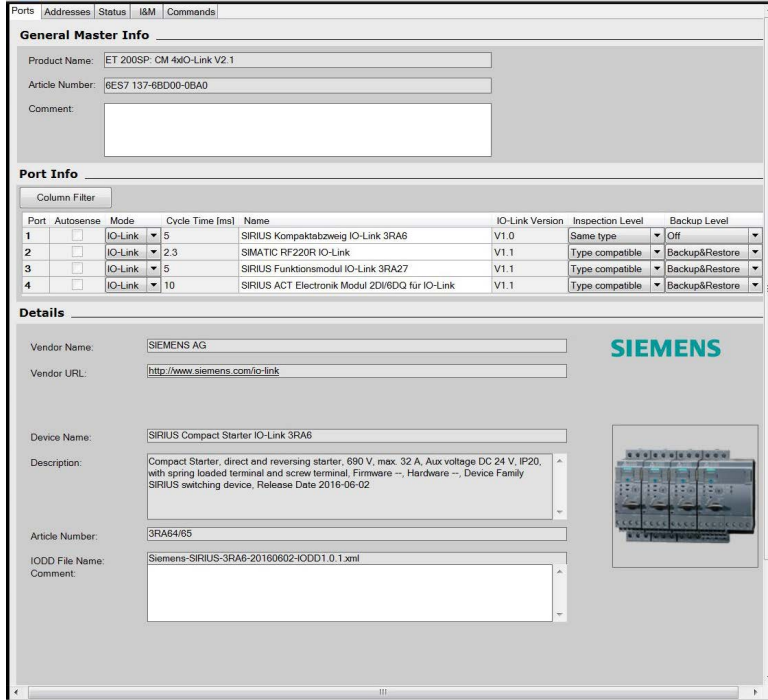 Ports Addresses Status I&M Commands
General Master Info
Product Name: ET 200SP: CM 4xIO-Link V2.1
Article Number: 6ES7 137-6BD00-0BA0
Comment:
Port Info
Column Filter
Port Autosense Mode Cycle Time [ms] Name IO-Link Version Inspection Level Backup Level
1 IO-Link 5 SIRIUS Kompaktabzweig IO-Link 3RA6 V1.0 Same type Off
2 IO-Link 2.3 SIMATIC RF220R IO-Link V1.1 Type compatible Backup&Restore
3 IO-Link 5 SIRIUS Funktionsmodul IO-Link 3RA27 V1.1 Type compatible Backup&Restore
4 IO-Link 10 SIRIUS ACT Electronik Modul 2DI/6DQ für IO-Link V1.1 Type compatible Backup&Restore
Details
Vendor Name: SIEMENS AG
SIEMENS
Vendor URL: http://www.siemens.com/io-link
Device Name: SIRIUS Compact Starter IO-Link 3RA6
Description: Compact Starter, direct and reversing starter, 690 V, max. 32 A, Aux voltage DC 24 V, IP20,
with spring loaded terminal and screw terminal, Firmware --, Hardware --, Device Family
SIRIUS switching device, Release Date 2016-06-02
Article Number: 3RA64/65
IODD File Name: Siemens-SIRIUS-3RA6-20160602-IODD1.0.1.xml
Comment: